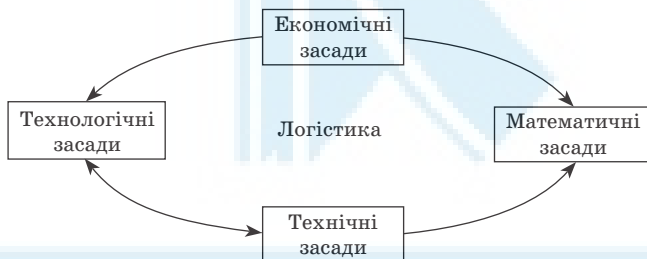 Економічні
засади
Технологічні
засади
Логістика
Математичні
засади
Технічні
засади